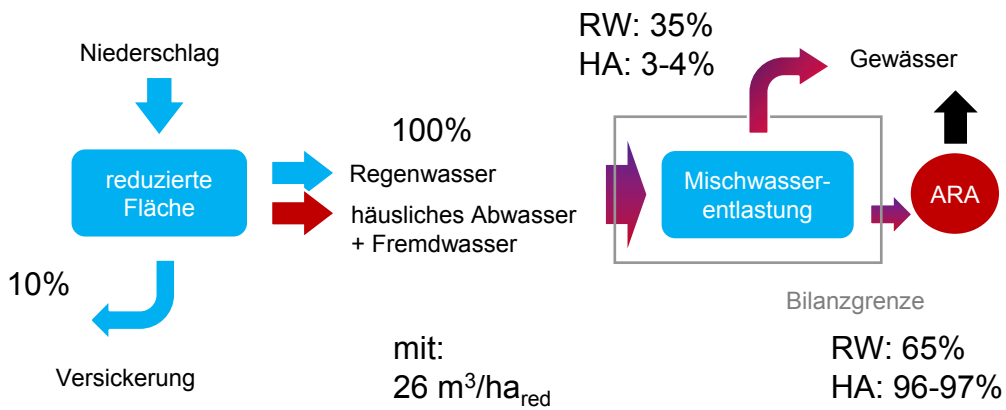 RW: 35%
HA: 3-4%
Niederschlag
Gewässer
100%
reduzierte
Fläche
Regenwasser
häusliches Abwasser
+ Fremdwasser
Mischwasser-
entlastung
ARA
10%
Bilanzgrenze
Versickerung
mit:
26 m³/ha_red
RW: 65%
HA: 96-97%